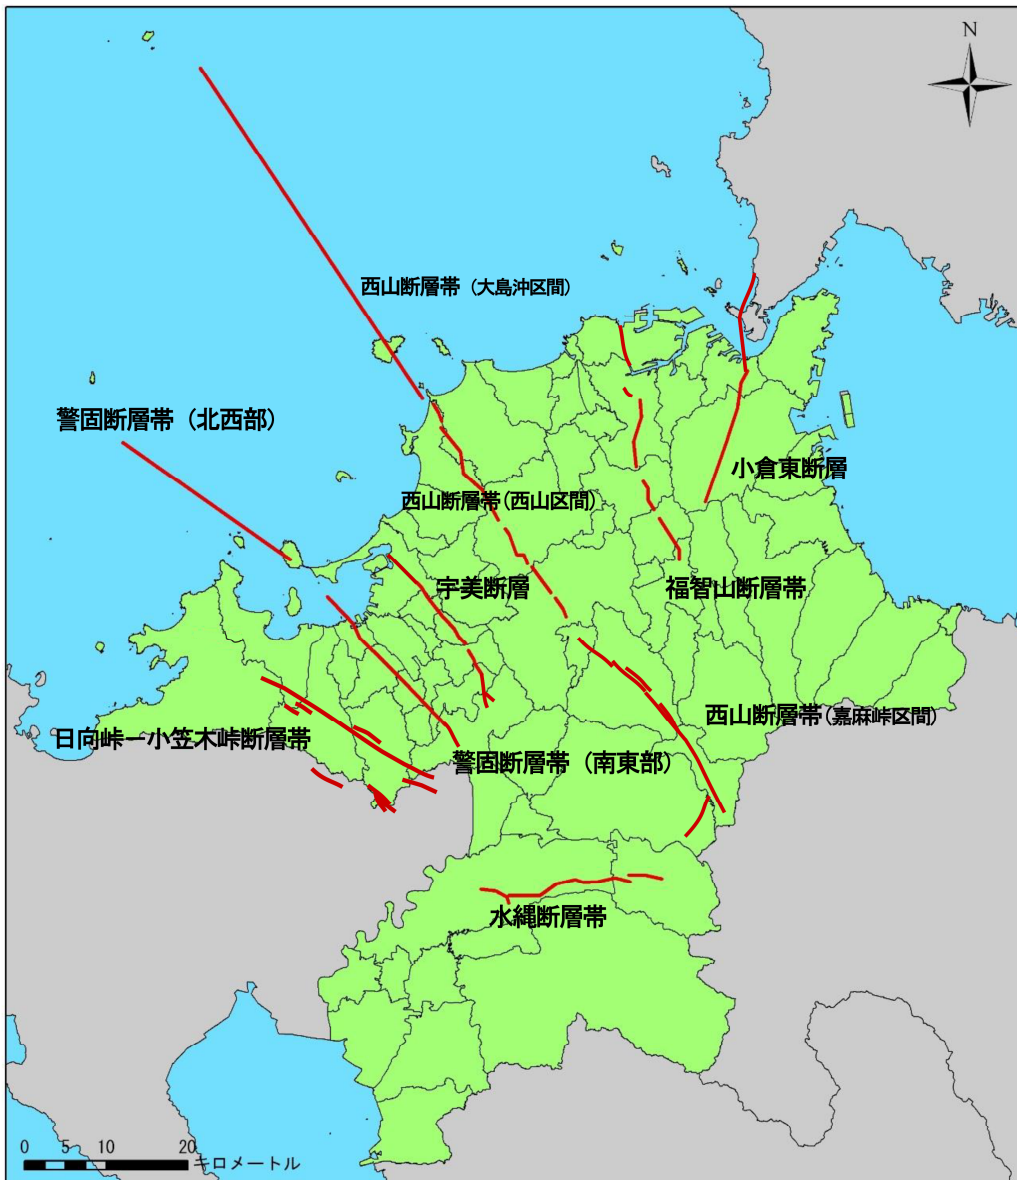 N
西山断層帯（大島沖区間）
警固断層帯（北西部）
小倉東断層
西山断層帯(西山区間)
宇美断層
福智山断層帯
西山断層帯(嘉麻峠区間)
日向峠ー小笠木峠断層帯
警固断層帯（南東部）
水縄断層帯
0 5 10 20
キロメートル